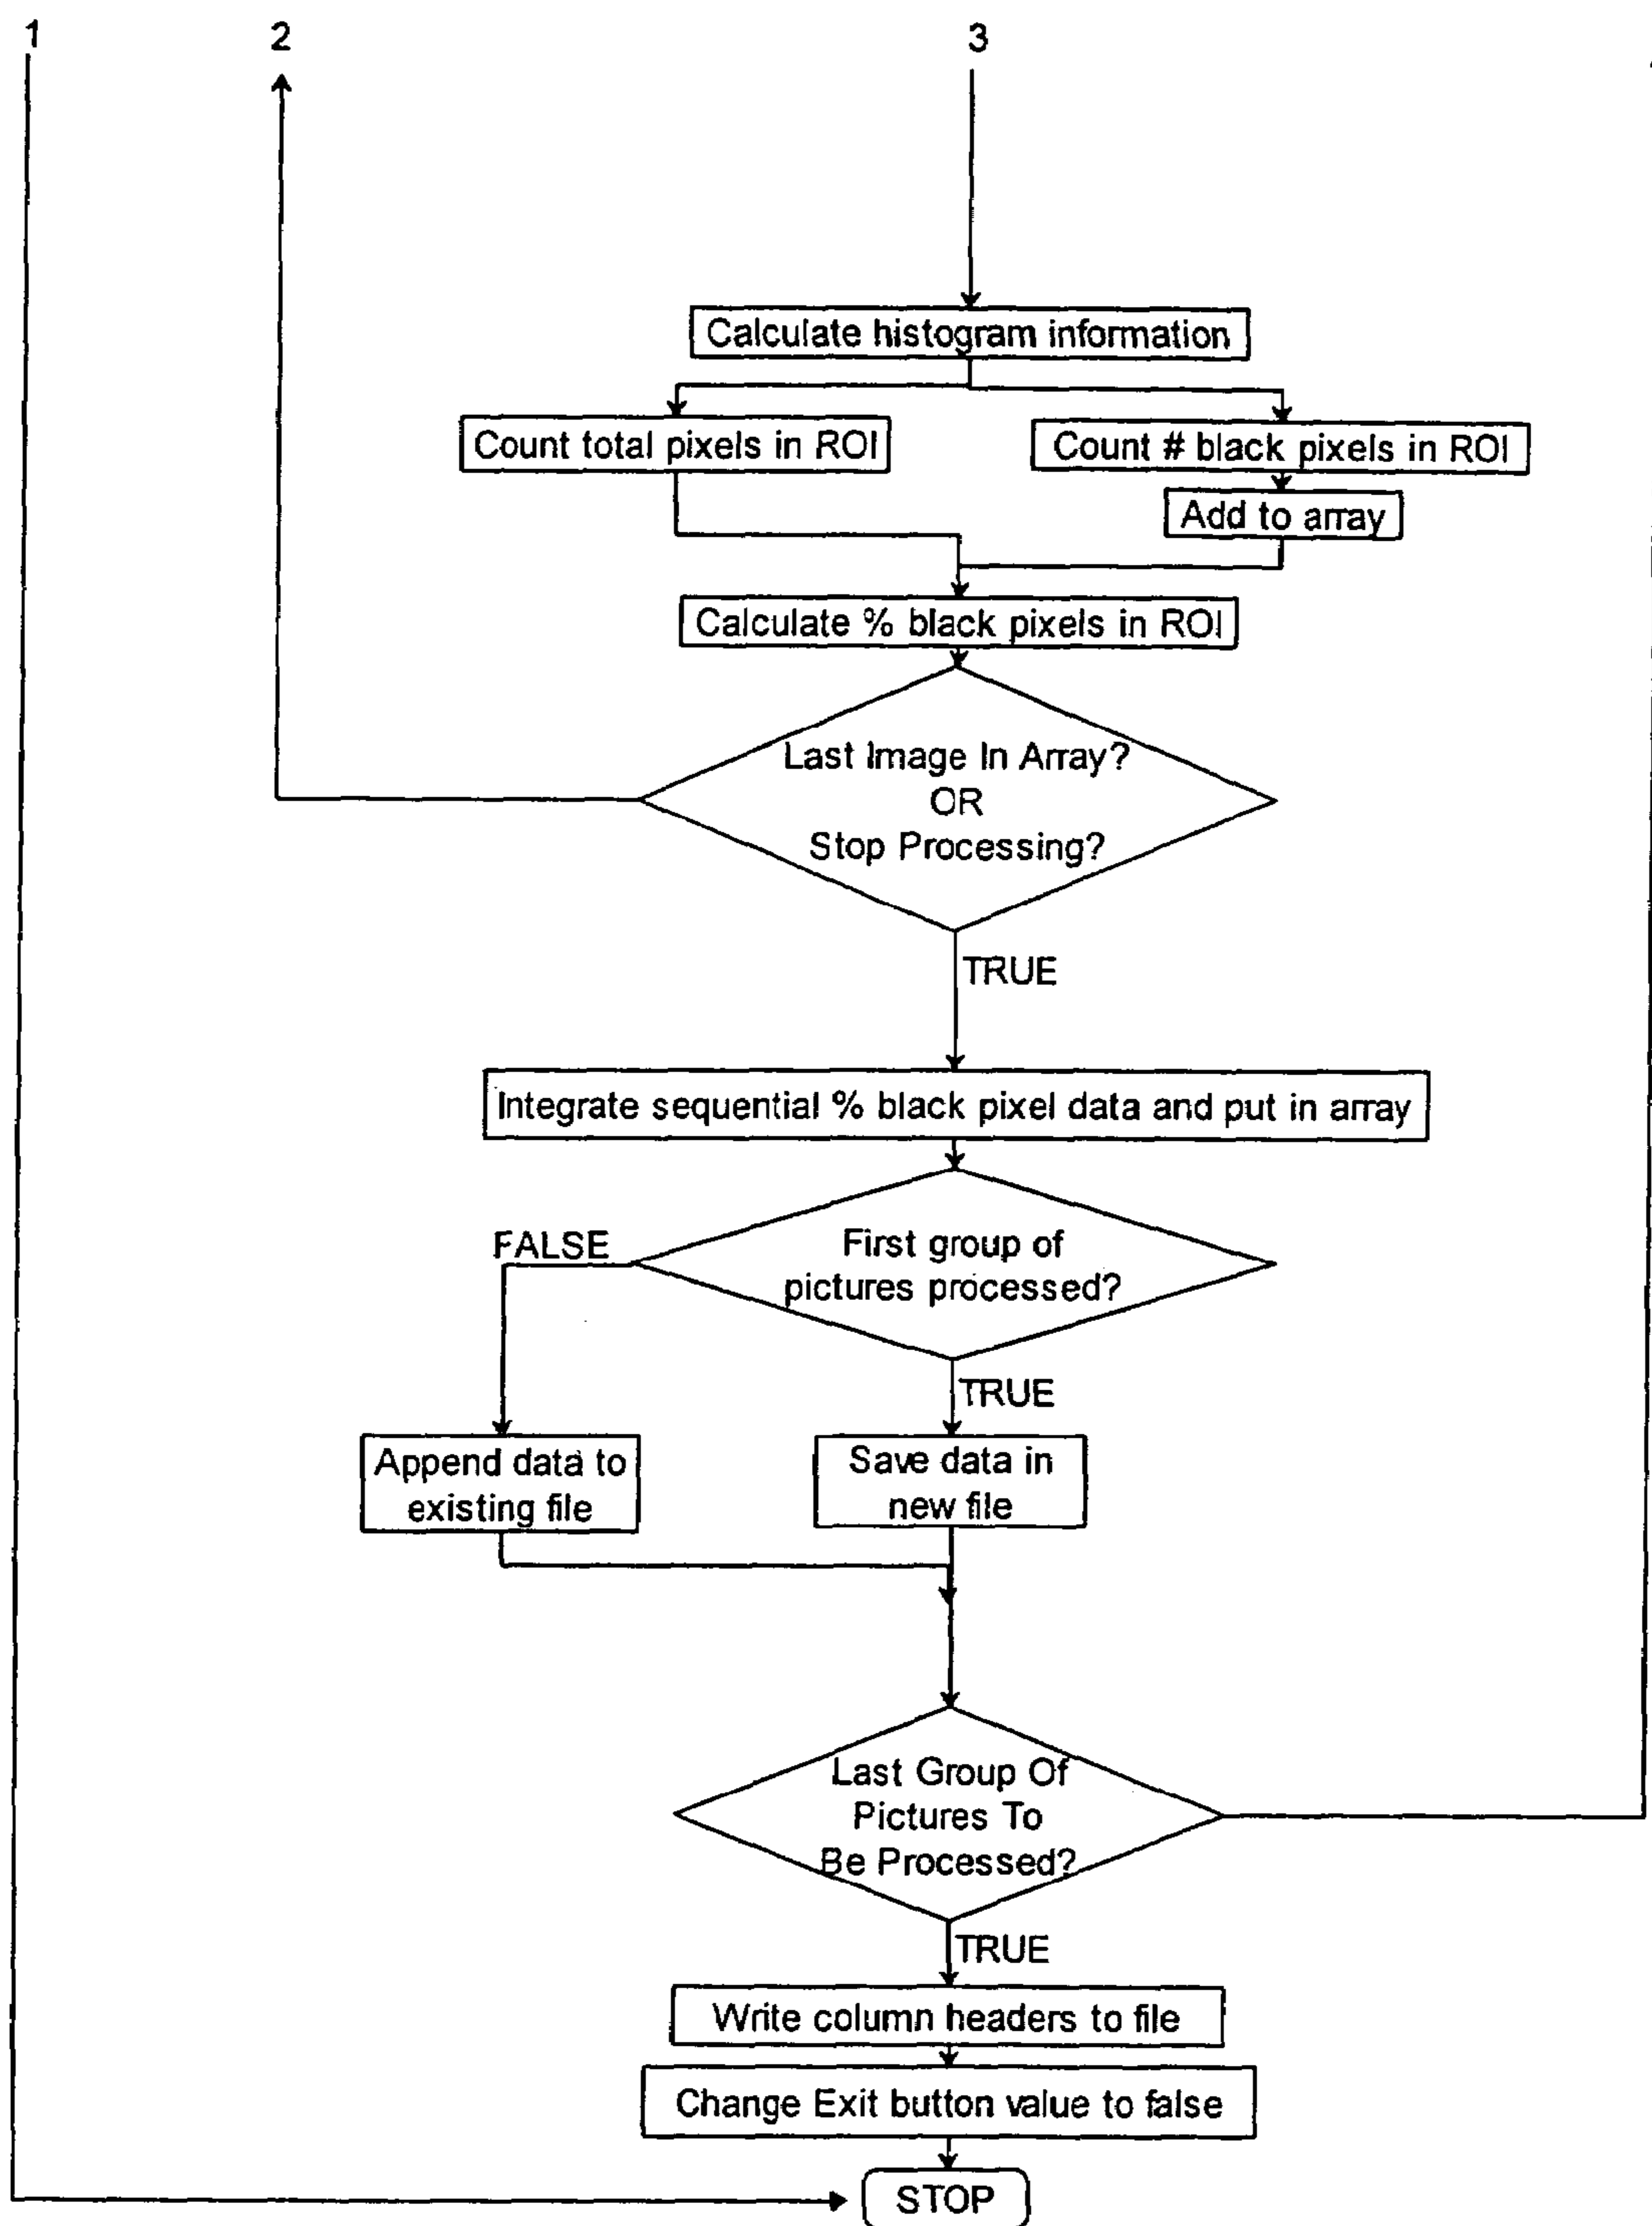 1
2
3
Calculate histogram information
Count total pixels in ROI
Count # black pixels in ROI
Add to array
Calculate % black pixels in ROI
Last Image In Array?
OR
Stop Processing?
TRUE
Integrate sequential % black pixel data and put in array
First group of
pictures processed?
FALSE
TRUE
Append data to
existing file
Save data in
new file
Last Group Of
Pictures To
Be Processed?
TRUE
Write column headers to file
Change Exit button value to false
STOP